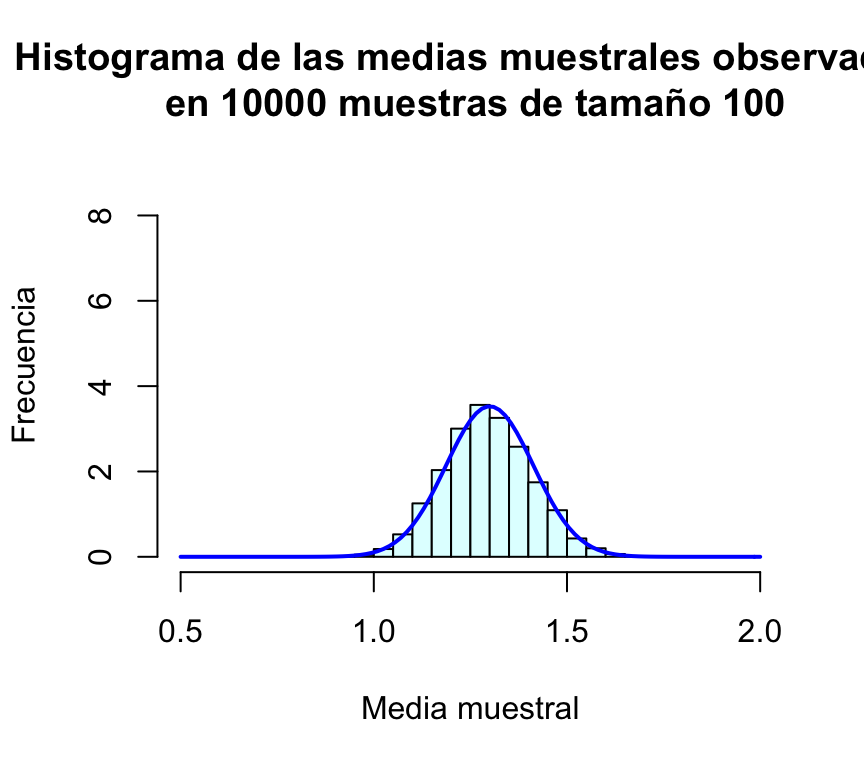 Histograma de las medias muestrales observa
en 10000 muestras de tamaño 100
8
6
4
2
0
Frecuencia
0.5 1.0 1.5 2.0
Media muestral